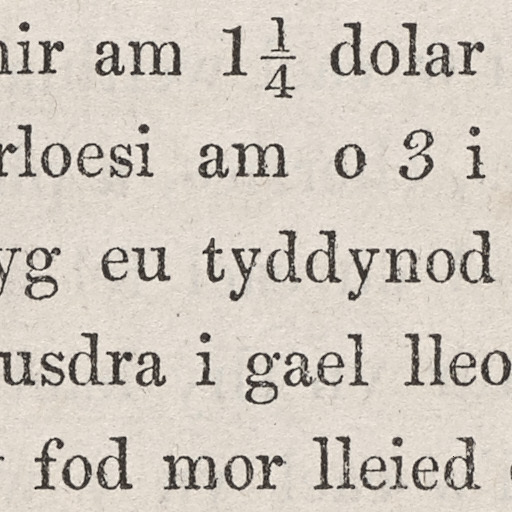 hir am 1¼ dolar
rloesi am o 3 i
yg eu tyddynod
usdra i gael lleo
fod mor lleied